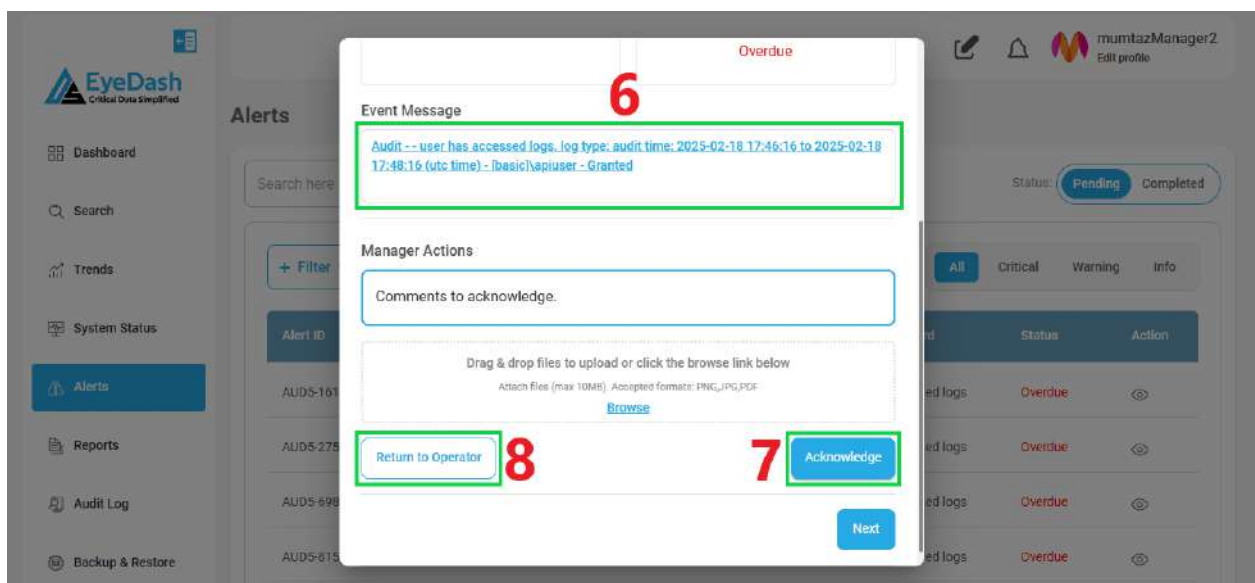 EyeDash
Critical Data Simplified
Dashboard
Search
Trends
System Status
Alerts
Reports
Audit Log
Backup & Restore
mumtazManager2
Edit profile
Alerts
Search here
Status: Pending Completed
+ Filter
All Critical Warning Info
Alert ID Status Action
AUD5-161 ed logs Overdue
AUD5-275 ed logs Overdue
AUD5-698 ed logs Overdue
AUD5-815 ed logs Overdue
Overdue
6
Event Message
Audit - - user has accessed logs. log type: audit time: 2025-02-18 17:46:16 to 2025-02-18
17:48:16 (utc time) - [basic]\apiuser - Granted
Manager Actions
Comments to acknowledge.
Drag & drop files to upload or click the browse link below
Attach files (max 10MB). Accepted formats: PNG,JPG,PDF
Browse
Return to Operator 8 7 Acknowledge
Next